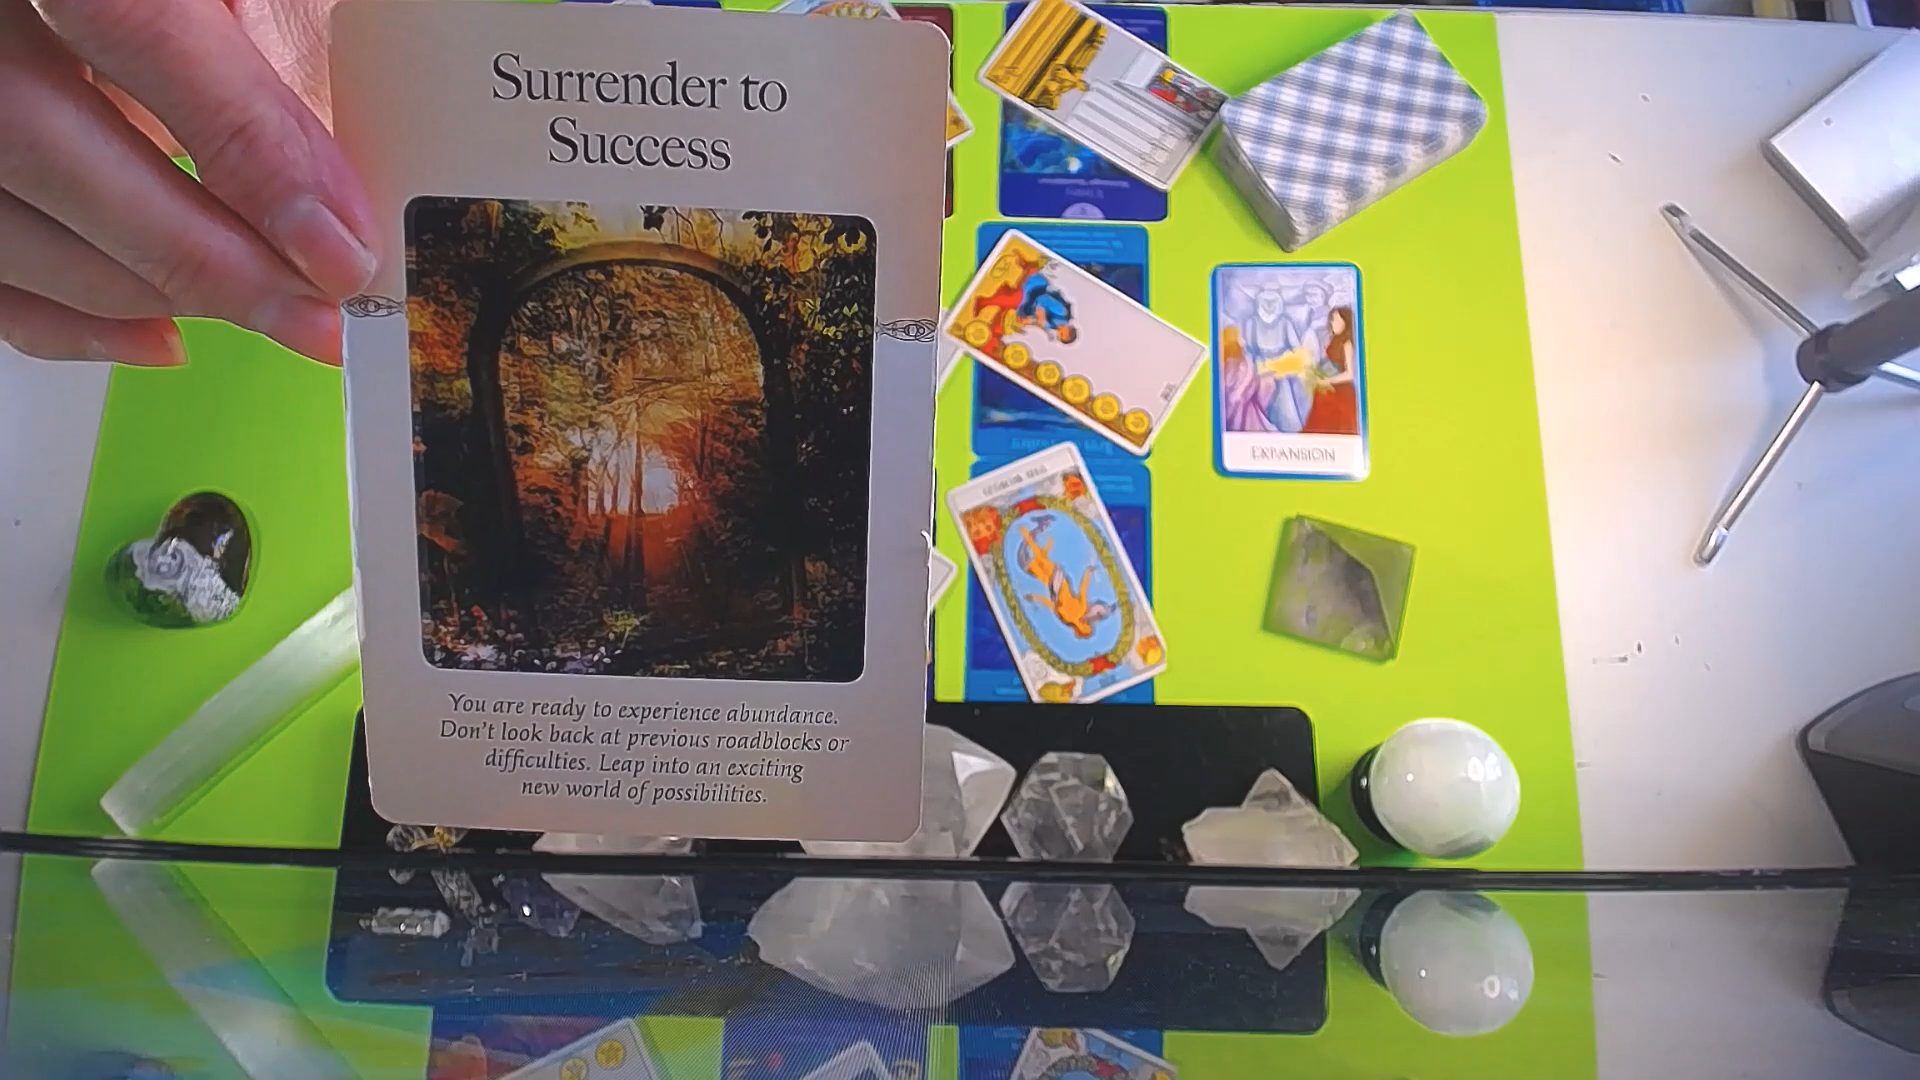 Surrender to
Success
You are ready to experience abundance.
Don't look back at previous roadblocks or
difficulties. Leap into an exciting
new world of possibilities.
EXPANSION